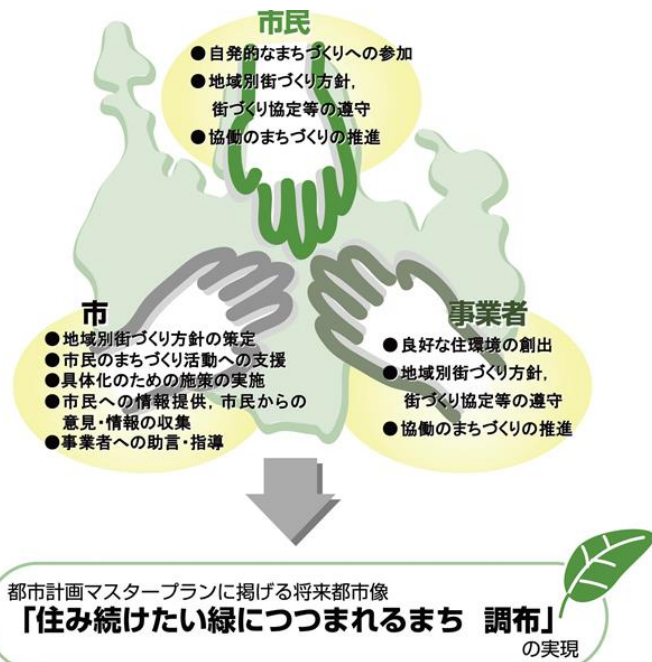 市民
●自発的なまちづくりへの参加
●地域別街づくり方針，
街づくり協定等の遵守
●協働のまちづくりの推進
市
●地域別街づくり方針の策定
●市民のまちづくり活動への支援
●具体化のための施策の実施
●市民への情報提供，市民からの
意見・情報の収集
●事業者への助言・指導
事業者
●良好な住環境の創出
●地域別街づくり方針，
街づくり協定等の遵守
●協働のまちづくりの推進
都市計画マスタープランに掲げる将来都市像
「住み続けたい緑につつまれるまち 調布」
の実現